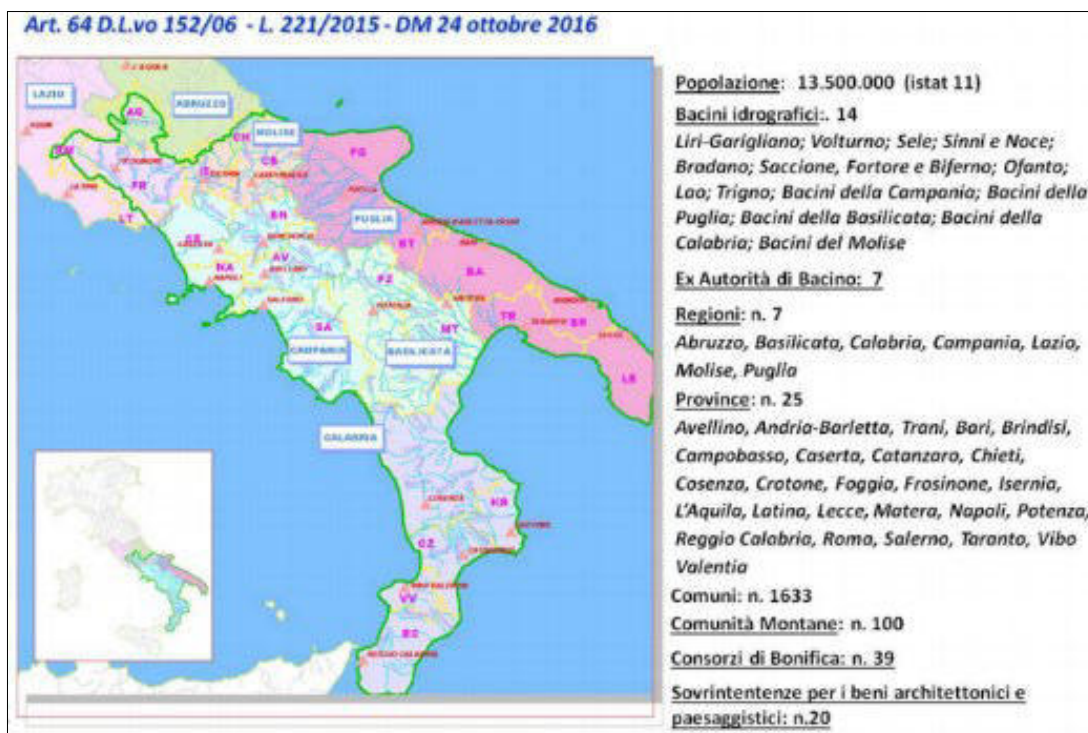 Art. 64 D.L.vo 152/06 - L. 221/2015 - DM 24 ottobre 2016
Popolazione: 13.500.000 (istat 11)
Bacini idrografici:. 14
Liri-Garigliano; Volturno; Sele; Sinni e Noce;
Bradano; Saccione, Fortore e Biferno; Ofanto;
Lao; Trigno; Bacini della Campania; Bacini della
Puglia; Bacini della Basilicata; Bacini della
Calabria; Bacini del Molise
Ex Autorità di Bacino: 7
Regioni: n. 7
Abruzzo, Basilicata, Calabria, Campania, Lazio,
Molise, Puglia
Province: n. 25
Avellino, Andria-Barletta, Trani, Bari, Brindisi,
Campobasso, Caserta, Catanzaro, Chieti,
Cosenza, Crotone, Foggia, Frosinone, Isernia,
L'Aquila, Latina, Lecce, Matera, Napoli, Potenza,
Reggio Calabria, Roma, Salerno, Taranto, Vibo
Valentia
Comuni: n. 1633
Comunità Montane: n. 100
Consorzi di Bonifica: n. 39
Sovrintentenze per i beni architettonici e
paesaggistici: n.20
LAZIO
ABRUZZO
AQ
MOLISE
CH
CB
FG
FR
LT
BN
PUGLIA
BT
AV
NA
NAPOLI
BA
PZ
SALERNO
POTENZA
MT
SA
CAMPANIA
BASILICATA
LE
CALABRIA
COSENZA
KR
CZ
VV
REGGIO CALABRIA